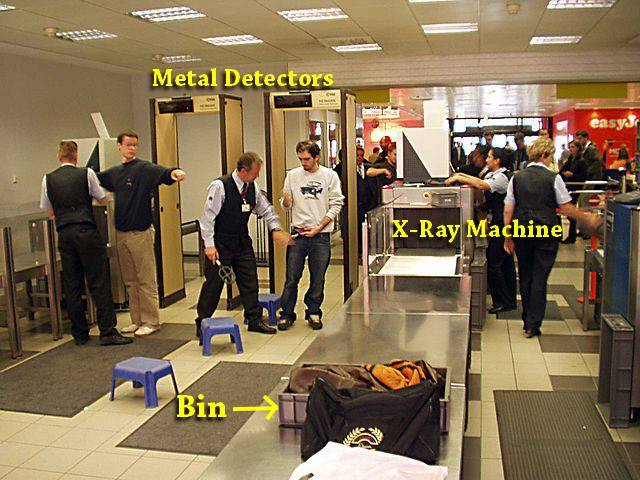 Metal Detectors
easyJ
X-Ray Machine
Bin